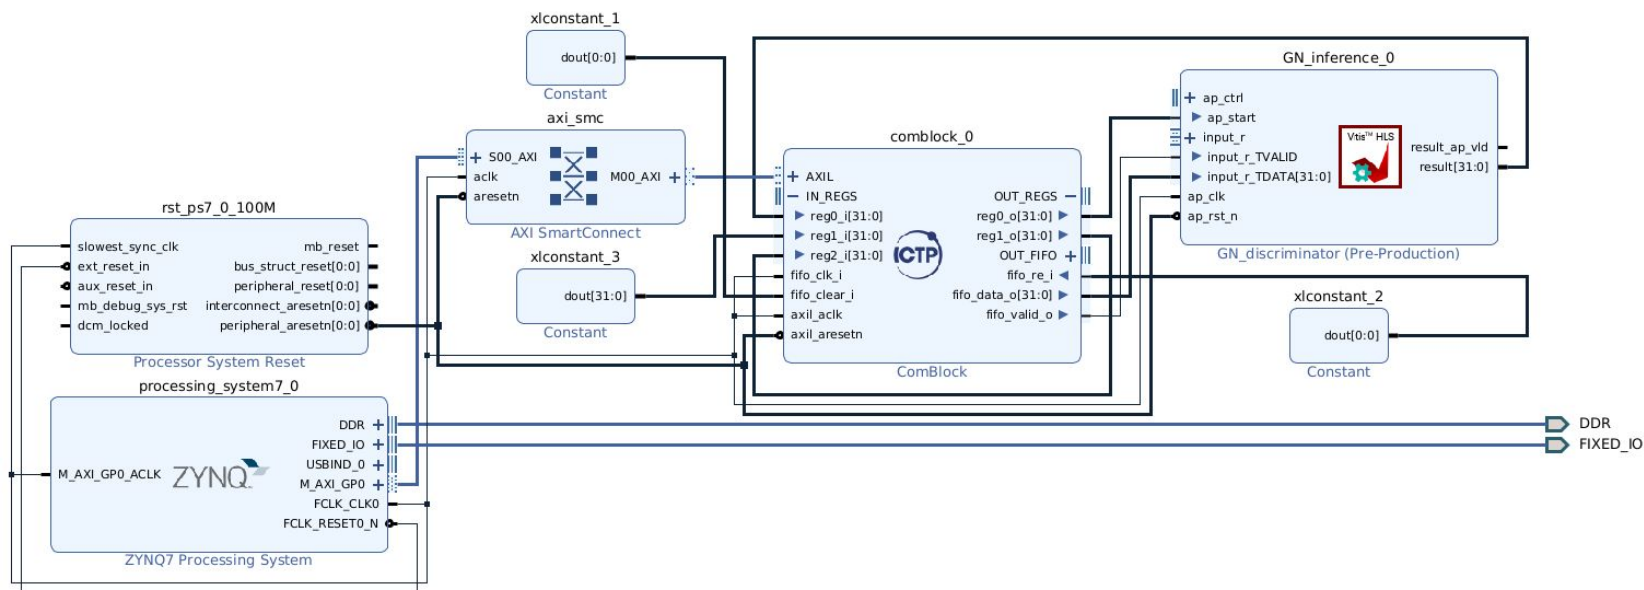 xlconstant_1
dout[0:0]
Constant
axi_smc
S00_AXI
aclk
aresetn
M00_AXI
AXI SmartConnect
xlconstant_3
dout[31:0]
Constant
rst_ps7_0_100M
slowest_sync_clk
ext_reset_in
aux_reset_in
mb_debug_sys_rst
dcm_locked
mb_reset
bus_struct_reset[0:0]
peripheral_reset[0:0]
interconnect_aresetn[0:0]
peripheral_aresetn[0:0]
Processor System Reset
processing_system7_0
M_AXI_GP0_ACLK
ZYNQ
DDR
FIXED_IO
USBIND_0
M_AXI_GP0
FCLK_CLK0
FCLK_RESET0_N
ZYNQ7 Processing System
comblock_0
AXIL
IN_REGS
reg0_i[31:0]
reg1_i[31:0]
reg2_i[31:0]
fifo_clk_i
fifo_clear_i
axil_aclk
axil_aresetn
ICTP
OUT_REGS
reg0_o[31:0]
reg1_o[31:0]
OUT_FIFO
fifo_re_i
fifo_data_o[31:0]
fifo_valid_o
ComBlock
GN_inference_0
ap_ctrl
ap_start
input_r
input_r_TVALID
input_r_TDATA[31:0]
ap_clk
ap_rst_n
Vitis™ HLS
result_ap_vld
result[31:0]
GN_discriminator (Pre-Production)
xlconstant_2
dout[0:0]
Constant
DDR
FIXED_IO